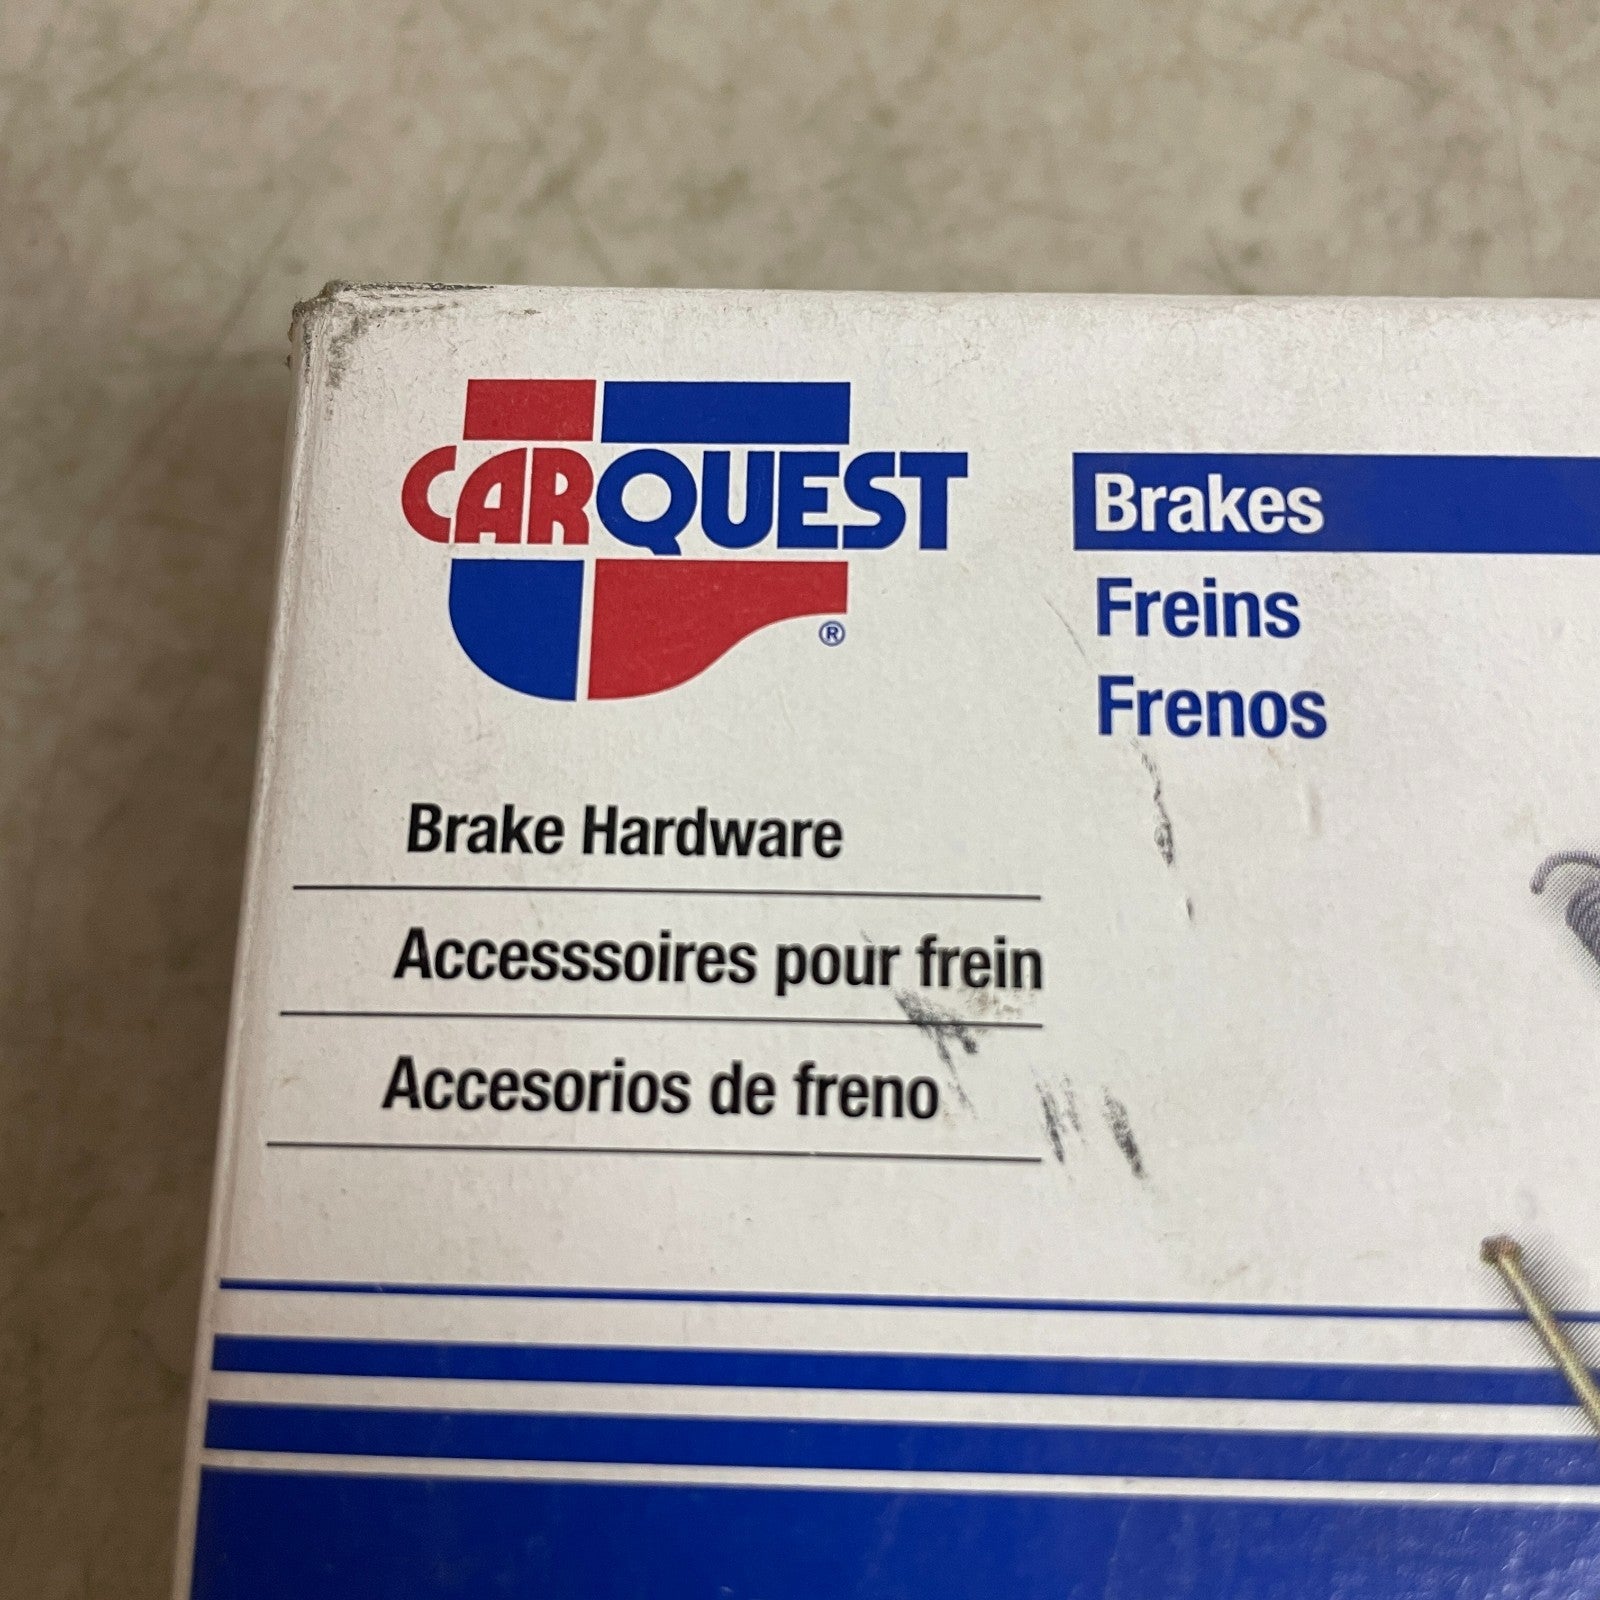 CARQUEST
®
Brakes
Freins
Frenos
Brake Hardware
Accesssoires pour frein
Accesorios de freno